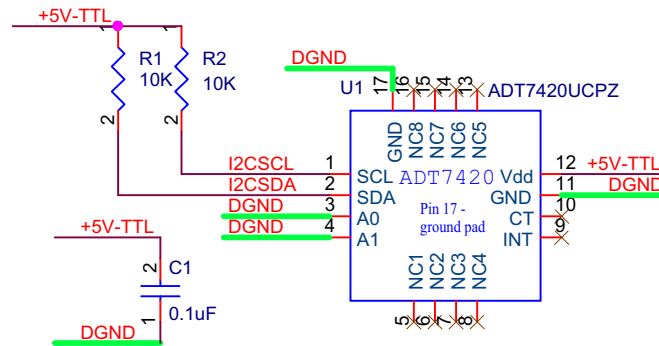 +5V-TTL
1
1
R1
10K
R2
10K
2
2
DGND
U1
17
16
15
14
13
ADT7420UCPZ
GND
NC8
NC7
NC6
NC5
I2CSCL
1
SCL
ADT7420
Vdd
12
+5V-TTL
I2CSDA
2
SDA
GND
11
DGND
DGND
3
A0
Pin 17 -
ground pad
CT
10
DGND
4
A1
INT
9
NC1
NC2
NC3
NC4
5
6
7
8
+5V-TTL
2
C1
0.1uF
1
DGND